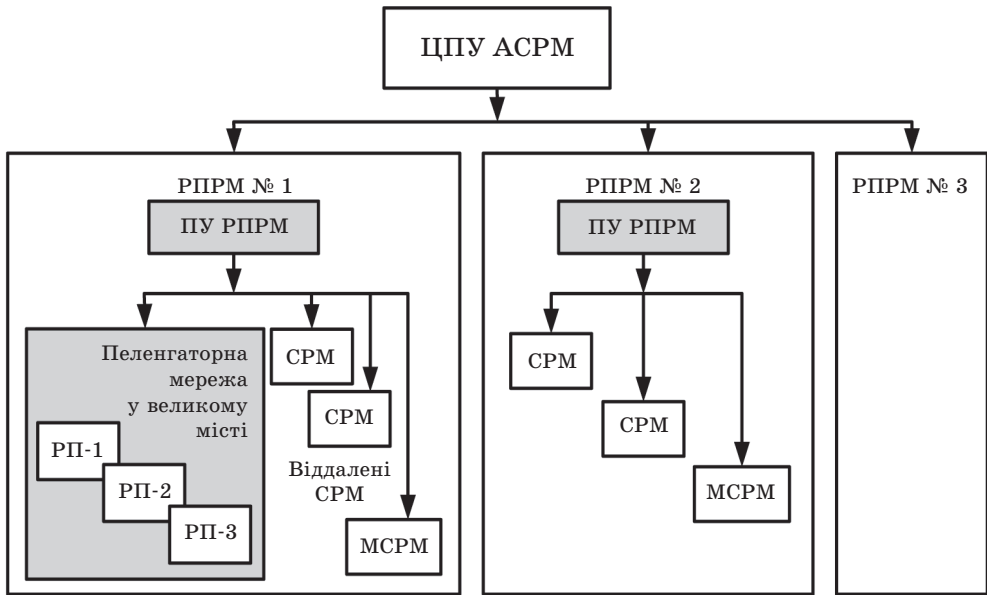 ЦПУ АСРМ
РПРМ № 1
ПУ РПРМ
Пеленгаторна
мережа
у великому
місті
РП-1
РП-2
РП-3
СРМ
СРМ
Віддалені
СРМ
МСРМ
РПРМ № 2
ПУ РПРМ
СРМ
СРМ
МСРМ
РПРМ № 3